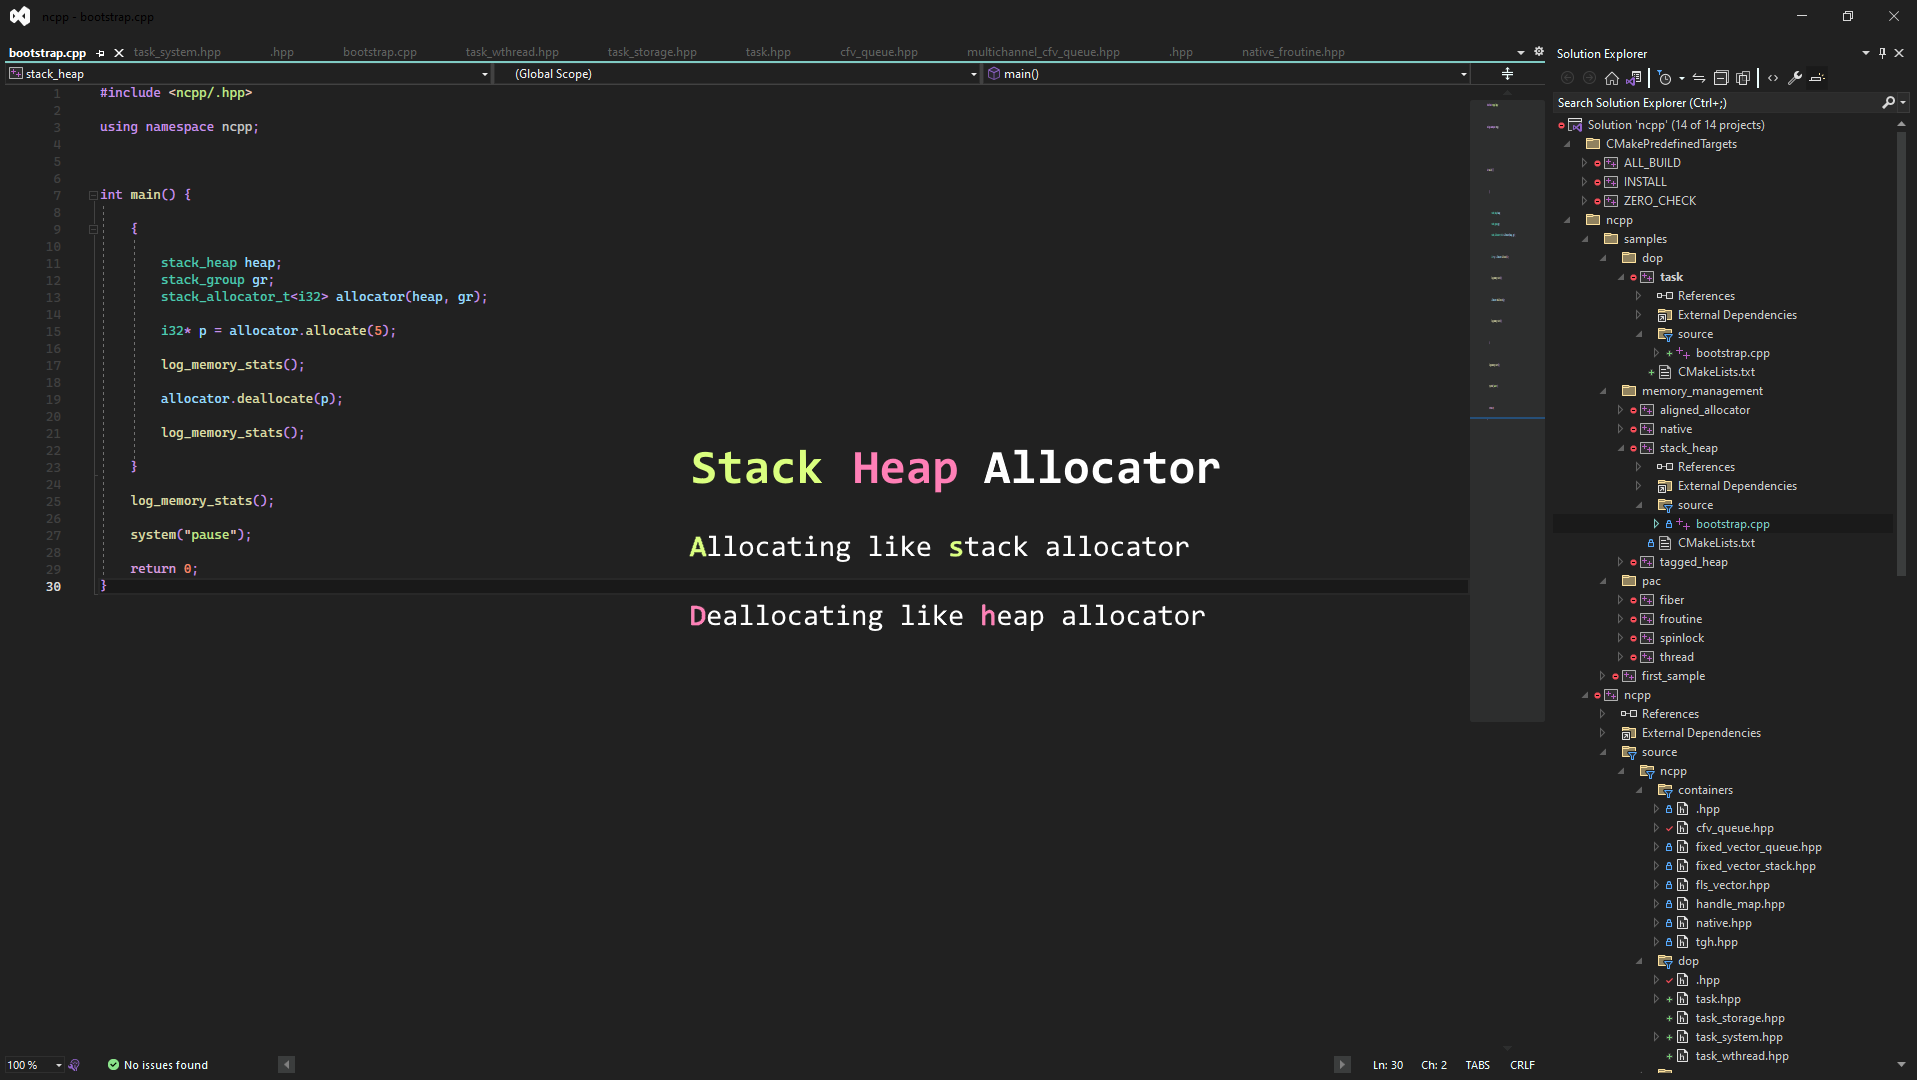 ncpp - bootstrap.cpp
bootstrap.cpp task_system.hpp .hpp bootstrap.cpp task_wthread.hpp task_storage.hpp task.hpp cfv_queue.hpp multichannel_cfv_queue.hpp .hpp native_froutine.hpp
stack_heap (Global Scope) main()
1 #include <ncpp/.hpp>
2
3 using namespace ncpp;
4
5
6
7 int main() {
8
9 {
10
11 stack_heap heap;
12 stack_group gr;
13 stack_allocator_t<i32> allocator(heap, gr);
14
15 i32* p = allocator.allocate(5);
16
17 log_memory_stats();
18
19 allocator.deallocate(p);
20
21 log_memory_stats();
22
23 }
24
25 log_memory_stats();
26
27 system("pause");
28
29 return 0;
30 }
Stack Heap Allocator
Allocating like stack allocator
Deallocating like heap allocator
100 % No issues found Ln: 30 Ch: 2 TABS CRLF
Solution Explorer
Search Solution Explorer (Ctrl+;)
Solution 'ncpp' (14 of 14 projects)
CMakePredefinedTargets
ALL_BUILD
INSTALL
ZERO_CHECK
ncpp
samples
dop
task
References
External Dependencies
source
bootstrap.cpp
CMakeLists.txt
memory_management
aligned_allocator
native
stack_heap
References
External Dependencies
source
bootstrap.cpp
CMakeLists.txt
tagged_heap
pac
fiber
froutine
spinlock
thread
first_sample
ncpp
References
External Dependencies
source
ncpp
containers
.hpp
cfv_queue.hpp
fixed_vector_queue.hpp
fixed_vector_stack.hpp
fls_vector.hpp
handle_map.hpp
native.hpp
tgh.hpp
dop
.hpp
task.hpp
task_storage.hpp
task_system.hpp
task_wthread.hpp